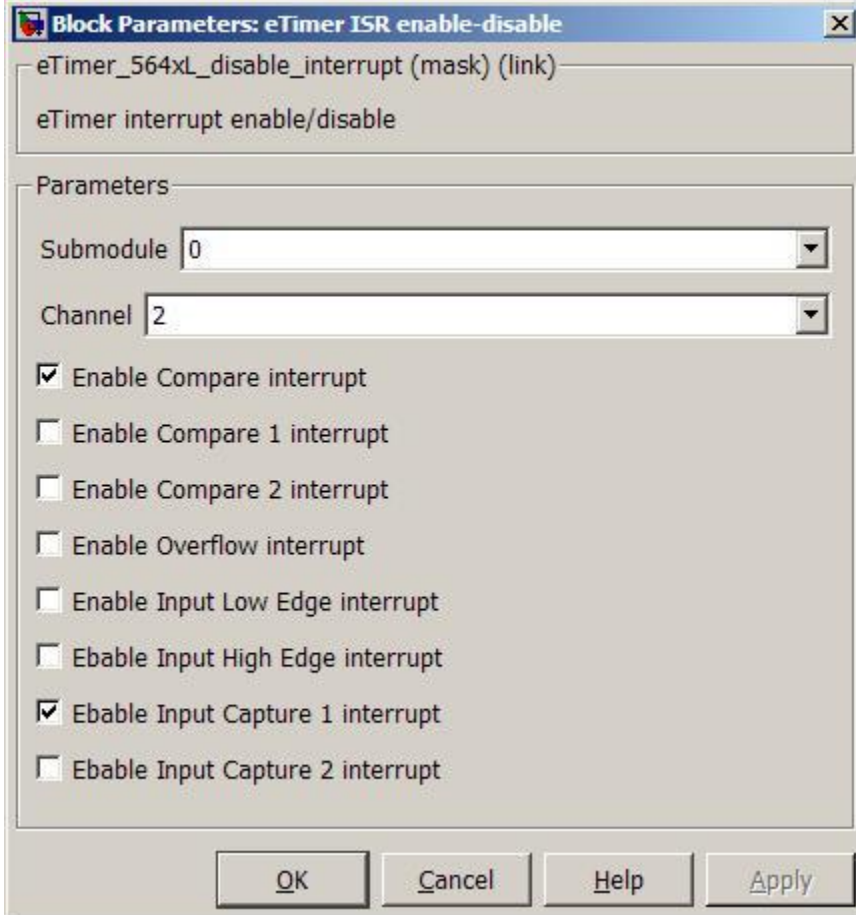 Block Parameters: eTimer ISR enable-disable
eTimer_564xL_disable_interrupt (mask) (link)
eTimer interrupt enable/disable
Parameters
Submodule 0
Channel 2
Enable Compare interrupt
Enable Compare 1 interrupt
Enable Compare 2 interrupt
Enable Overflow interrupt
Enable Input Low Edge interrupt
Ebable Input High Edge interrupt
Ebable Input Capture 1 interrupt
Ebable Input Capture 2 interrupt
OK Cancel Help Apply